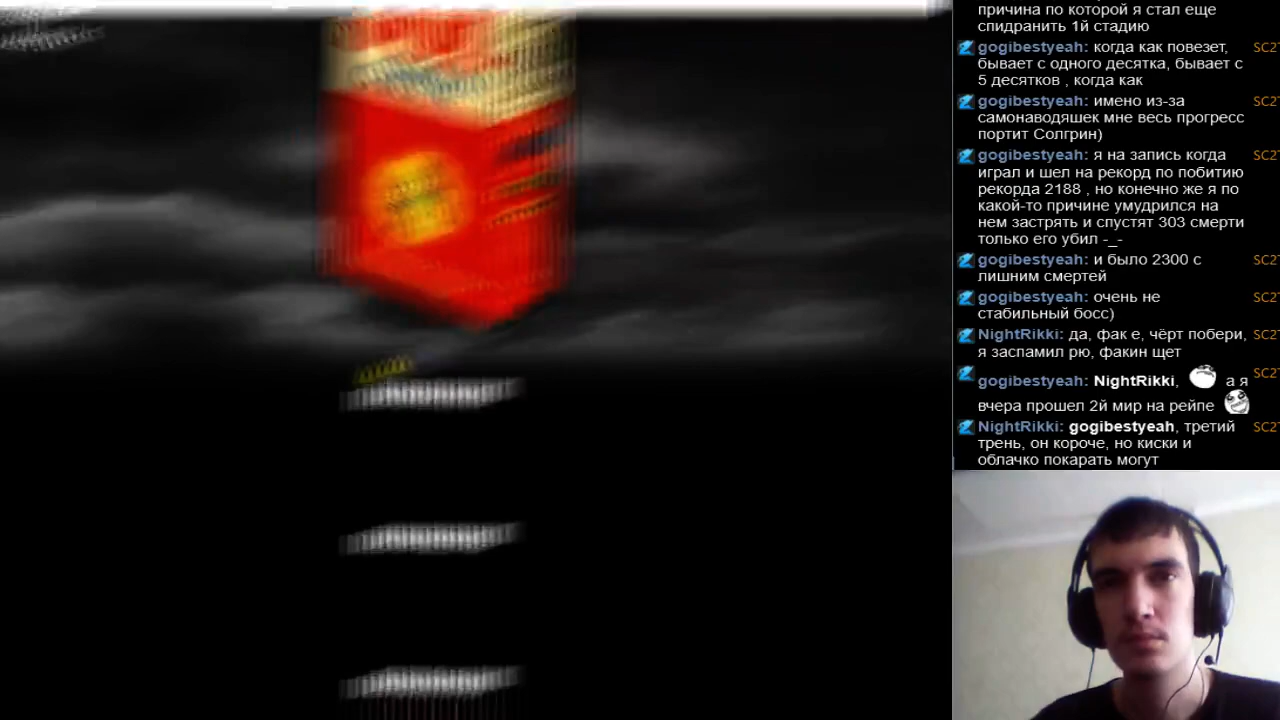 причина по которой я стал еще
спидранить 1й стадию
gogibestyeah: когда как повезет,
бывает с одного десятка, бывает с
5 десятков , когда как
gogibestyeah: имено из-за
самонаводяшек мне весь прогресс
портит Солгрин)
gogibestyeah: я на запись когда
играл и шел на рекорд по побитию
рекорда 2188 , но конечно же я по
какой-то причине умудрился на
нем застрять и спустят 303 смерти
только его убил -_-
gogibestyeah: и было 2300 с
лишним смертей
gogibestyeah: очень не
стабильный босс)
NightRikki: да, фак е, чёрт побери,
я заспамил рю, факин щет
gogibestyeah: NightRikki, а я
вчера прошел 2й мир на рейпе
NightRikki: gogibestyeah, третий
трень, он короче, но киски и
облачко покарать могут